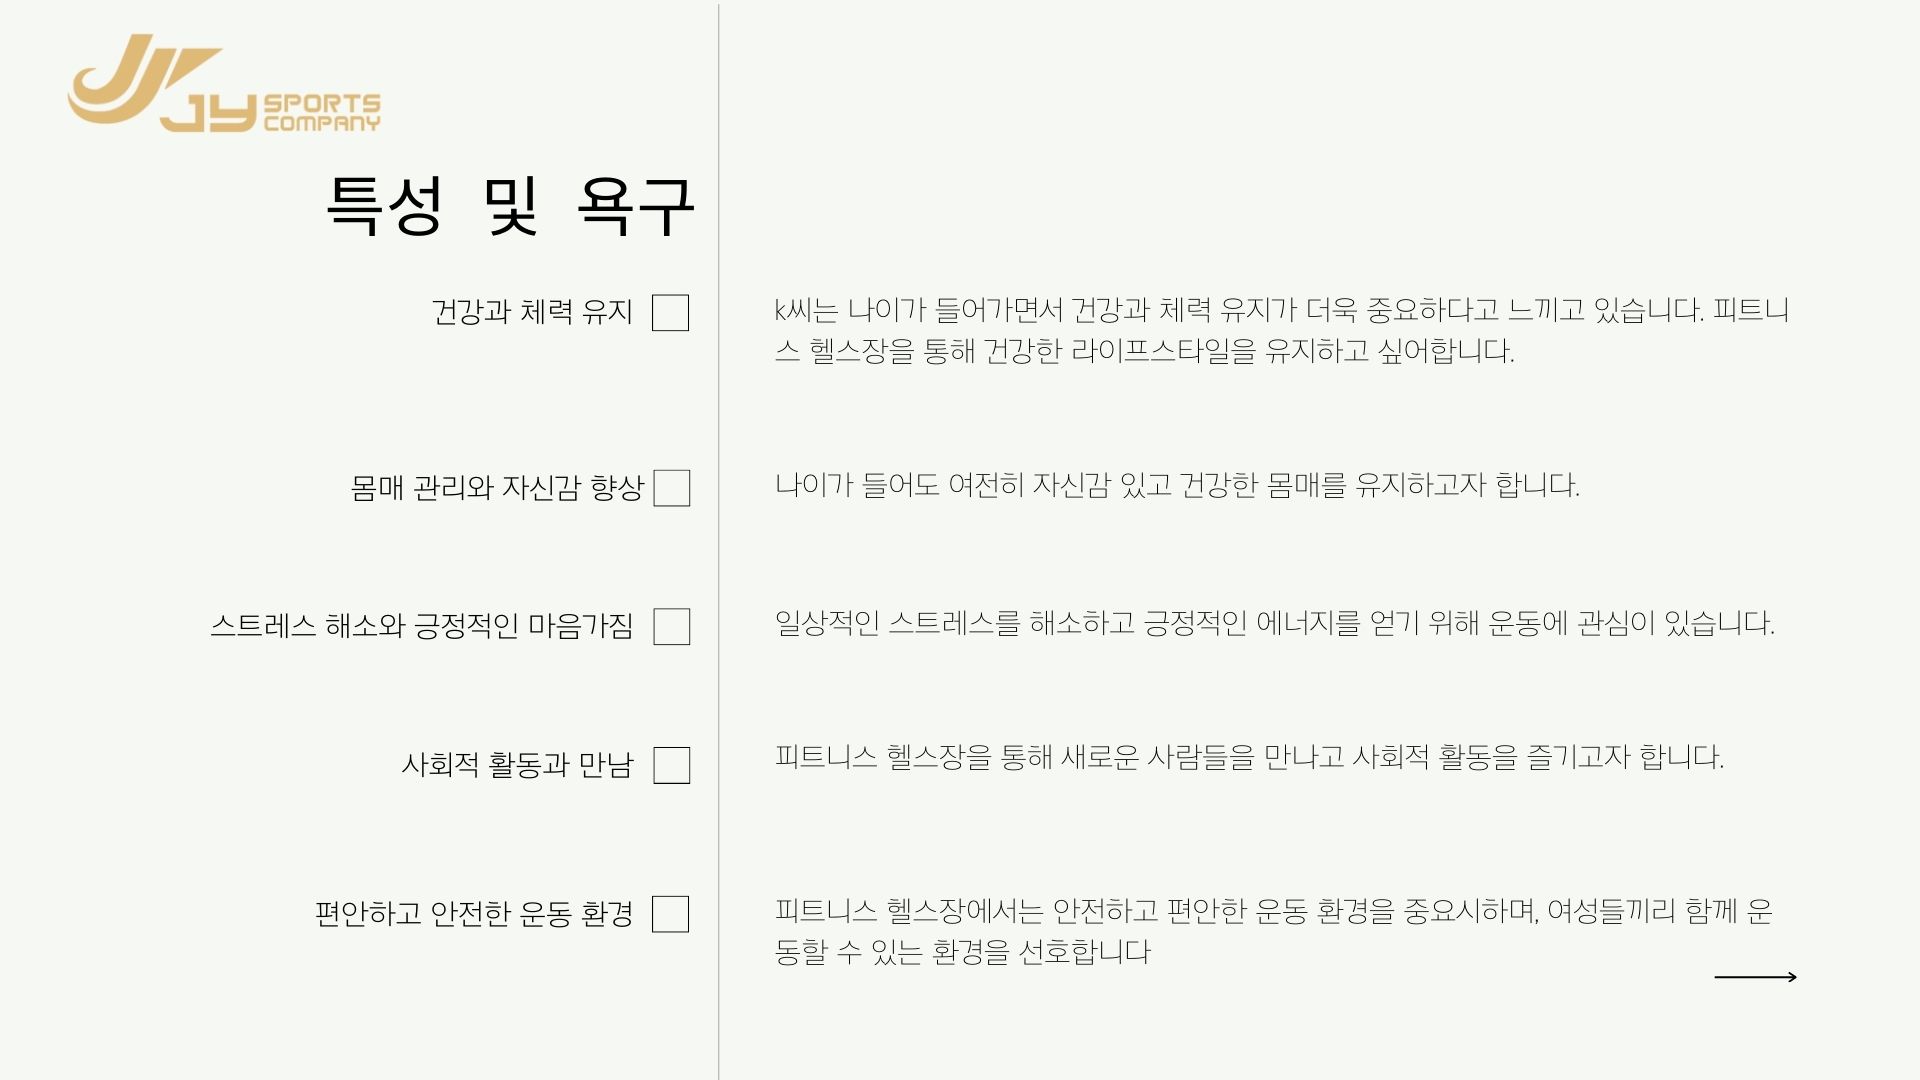 JY SPORTS
COMPANY
특성 및 욕구
건강과 체력 유지
k씨는 나이가 들어가면서 건강과 체력 유지가 더욱 중요하다고 느끼고 있습니다. 피트니
스 헬스장을 통해 건강한 라이프스타일을 유지하고 싶어합니다.
몸매 관리와 자신감 향상
나이가 들어도 여전히 자신감 있고 건강한 몸매를 유지하고자 합니다.
스트레스 해소와 긍정적인 마음가짐
일상적인 스트레스를 해소하고 긍정적인 에너지를 얻기 위해 운동에 관심이 있습니다.
사회적 활동과 만남
피트니스 헬스장을 통해 새로운 사람들을 만나고 사회적 활동을 즐기고자 합니다.
편안하고 안전한 운동 환경
피트니스 헬스장에서는 안전하고 편안한 운동 환경을 중요시하며, 여성들끼리 함께 운
동할 수 있는 환경을 선호합니다